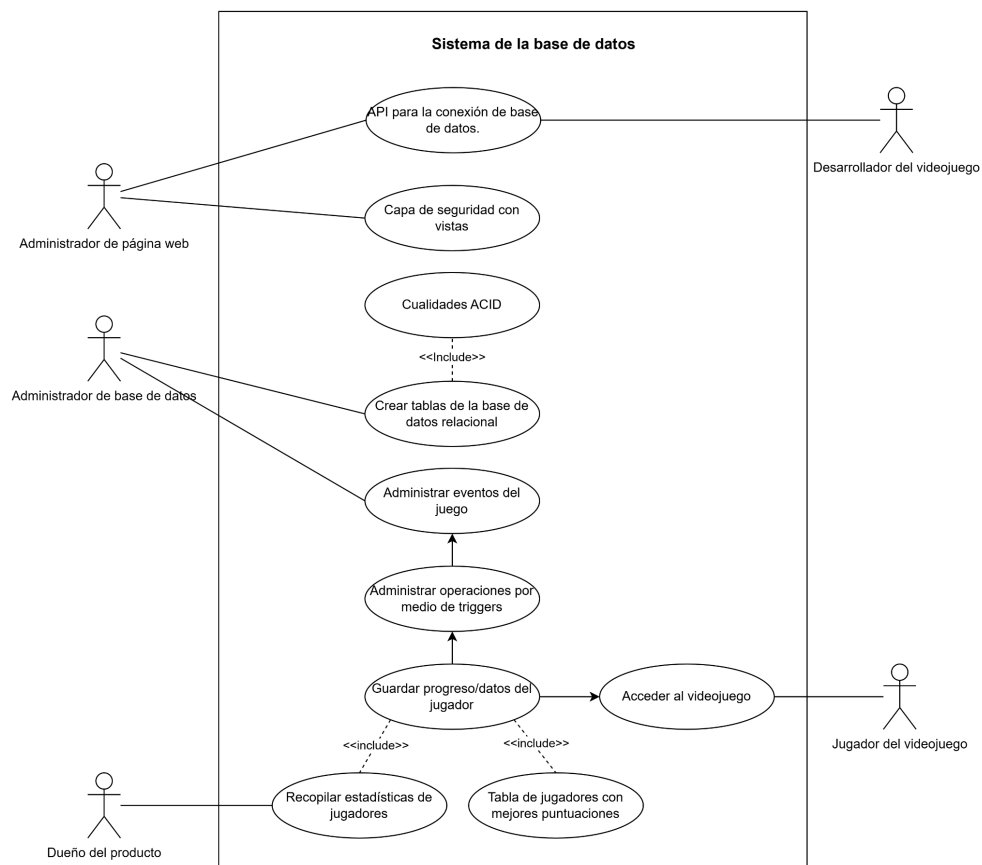 Sistema de la base de datos
API para la conexión de base
de datos.
Desarrollador del videojuego
Capa de seguridad con
vistas
Administrador de página web
Cualidades ACID
<<Include>>
Administrador de base de datos
Crear tablas de la base de
datos relacional
Administrar eventos del
juego
Administrar operaciones por
medio de triggers
Guardar progreso/datos del
jugador
Acceder al videojuego
Jugador del videojuego
<<include>>
<<include>>
Recopilar estadísticas de
jugadores
Tabla de jugadores con
mejores puntuaciones
Dueño del producto